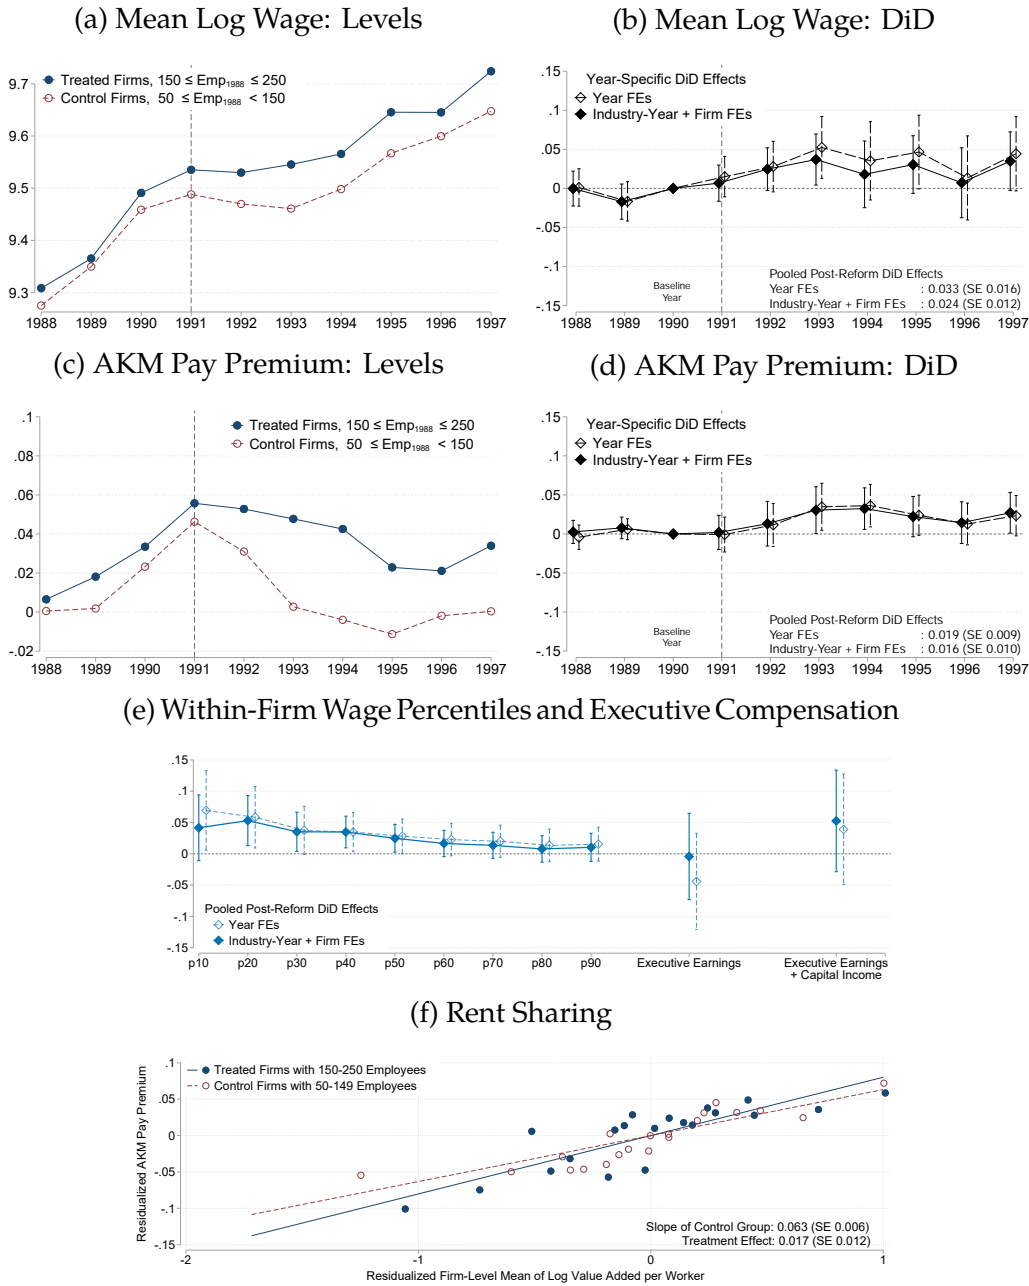 (a) Mean Log Wage: Levels
9.7
9.6
9.5
9.4
9.3
Treated Firms, 150 ≤ Emp₁₉₈₈ ≤ 250
Control Firms, 50 ≤ Emp₁₉₈₈ < 150
1988 1989 1990 1991 1992 1993 1994 1995 1996 1997
(b) Mean Log Wage: DiD
.15
.1
.05
0
-.05
-.1
-.15
Year-Specific DiD Effects
Year FEs
Industry-Year + Firm FEs
Baseline
Year
Pooled Post-Reform DiD Effects
Year FEs : 0.033 (SE 0.016)
Industry-Year + Firm FEs : 0.024 (SE 0.012)
1988 1989 1990 1991 1992 1993 1994 1995 1996 1997
(c) AKM Pay Premium: Levels
.1
.08
.06
.04
.02
0
-.02
Treated Firms, 150 ≤ Emp₁₉₈₈ ≤ 250
Control Firms, 50 ≤ Emp₁₉₈₈ < 150
1988 1989 1990 1991 1992 1993 1994 1995 1996 1997
(d) AKM Pay Premium: DiD
.15
.1
.05
0
-.05
-.1
-.15
Year-Specific DiD Effects
Year FEs
Industry-Year + Firm FEs
Baseline
Year
Pooled Post-Reform DiD Effects
Year FEs : 0.019 (SE 0.009)
Industry-Year + Firm FEs : 0.016 (SE 0.010)
1988 1989 1990 1991 1992 1993 1994 1995 1996 1997
(e) Within-Firm Wage Percentiles and Executive Compensation
.15
.1
.05
0
-.05
-.1
-.15
Pooled Post-Reform DiD Effects
Year FEs
Industry-Year + Firm FEs
p10 p20 p30 p40 p50 p60 p70 p80 p90 Executive Earnings Executive Earnings
+ Capital Income
(f) Rent Sharing
Residualized AKM Pay Premium
.1
.05
0
-.05
-.1
-.15
Treated Firms with 150-250 Employees
Control Firms with 50-149 Employees
Slope of Control Group: 0.063 (SE 0.006)
Treatment Effect: 0.017 (SE 0.012)
-2 -1 0 1
Residualized Firm-Level Mean of Log Value Added per Worker